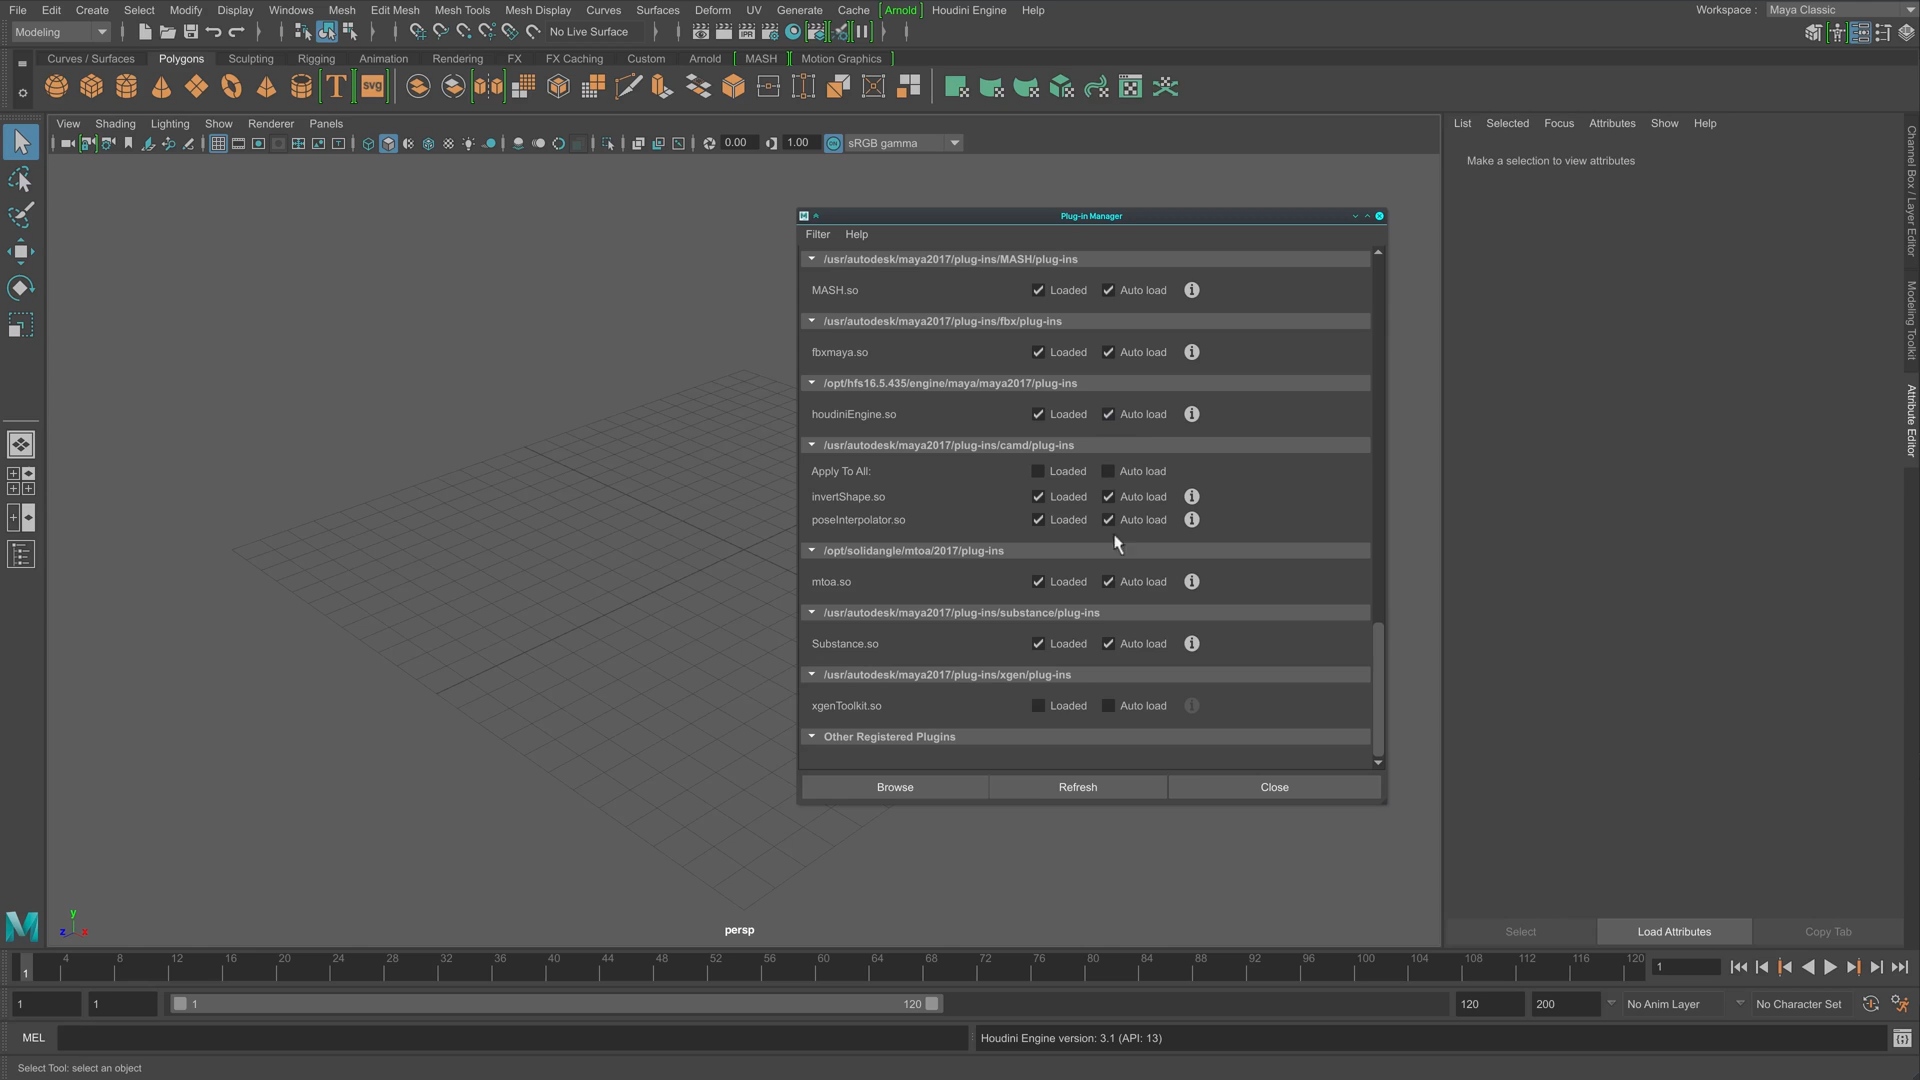 File Edit Create Select Modify Display Windows Mesh Edit Mesh Mesh Tools Mesh Display Curves Surfaces Deform UV Generate Cache Arnold Houdini Engine Help Workspace : Maya Classic
Modeling IPR No Live Surface
Curves / Surfaces Polygons Sculpting Rigging Animation Rendering FX FX Caching Custom Arnold MASH Motion Graphics
T SVG
View Shading Lighting Show Renderer Panels
0.00 1.00 ON sRGB gamma
List Selected Focus Attributes Show Help
Make a selection to view attributes
Channel Box / Layer Editor
Modeling Toolkit
Attribute Editor
Plug-in Manager
Filter Help
/usr/autodesk/maya2017/plug-ins/MASH/plug-ins
MASH.so Loaded Auto load
/usr/autodesk/maya2017/plug-ins/fbx/plug-ins
fbxmaya.so Loaded Auto load
/opt/hfs16.5.435/engine/maya/maya2017/plug-ins
houdiniEngine.so Loaded Auto load
/usr/autodesk/maya2017/plug-ins/camd/plug-ins
Apply To All: Loaded Auto load
invertShape.so Loaded Auto load
poseInterpolator.so Loaded Auto load
/opt/solidangle/mtoa/2017/plug-ins
mtoa.so Loaded Auto load
/usr/autodesk/maya2017/plug-ins/substance/plug-ins
Substance.so Loaded Auto load
/usr/autodesk/maya2017/plug-ins/xgen/plug-ins
xgenToolkit.so Loaded Auto load
Other Registered Plugins
Browse Refresh Close
y
z x
persp
Select Load Attributes Copy Tab
1 4 8 12 16 20 24 28 32 36 40 44 48 52 56 60 64 68 72 76 80 84 88 92 96 100 104 108 112 116 120 1
1 1 1 120 120 200 No Anim Layer No Character Set
MEL Houdini Engine version: 3.1 (API: 13)
Select Tool: select an object